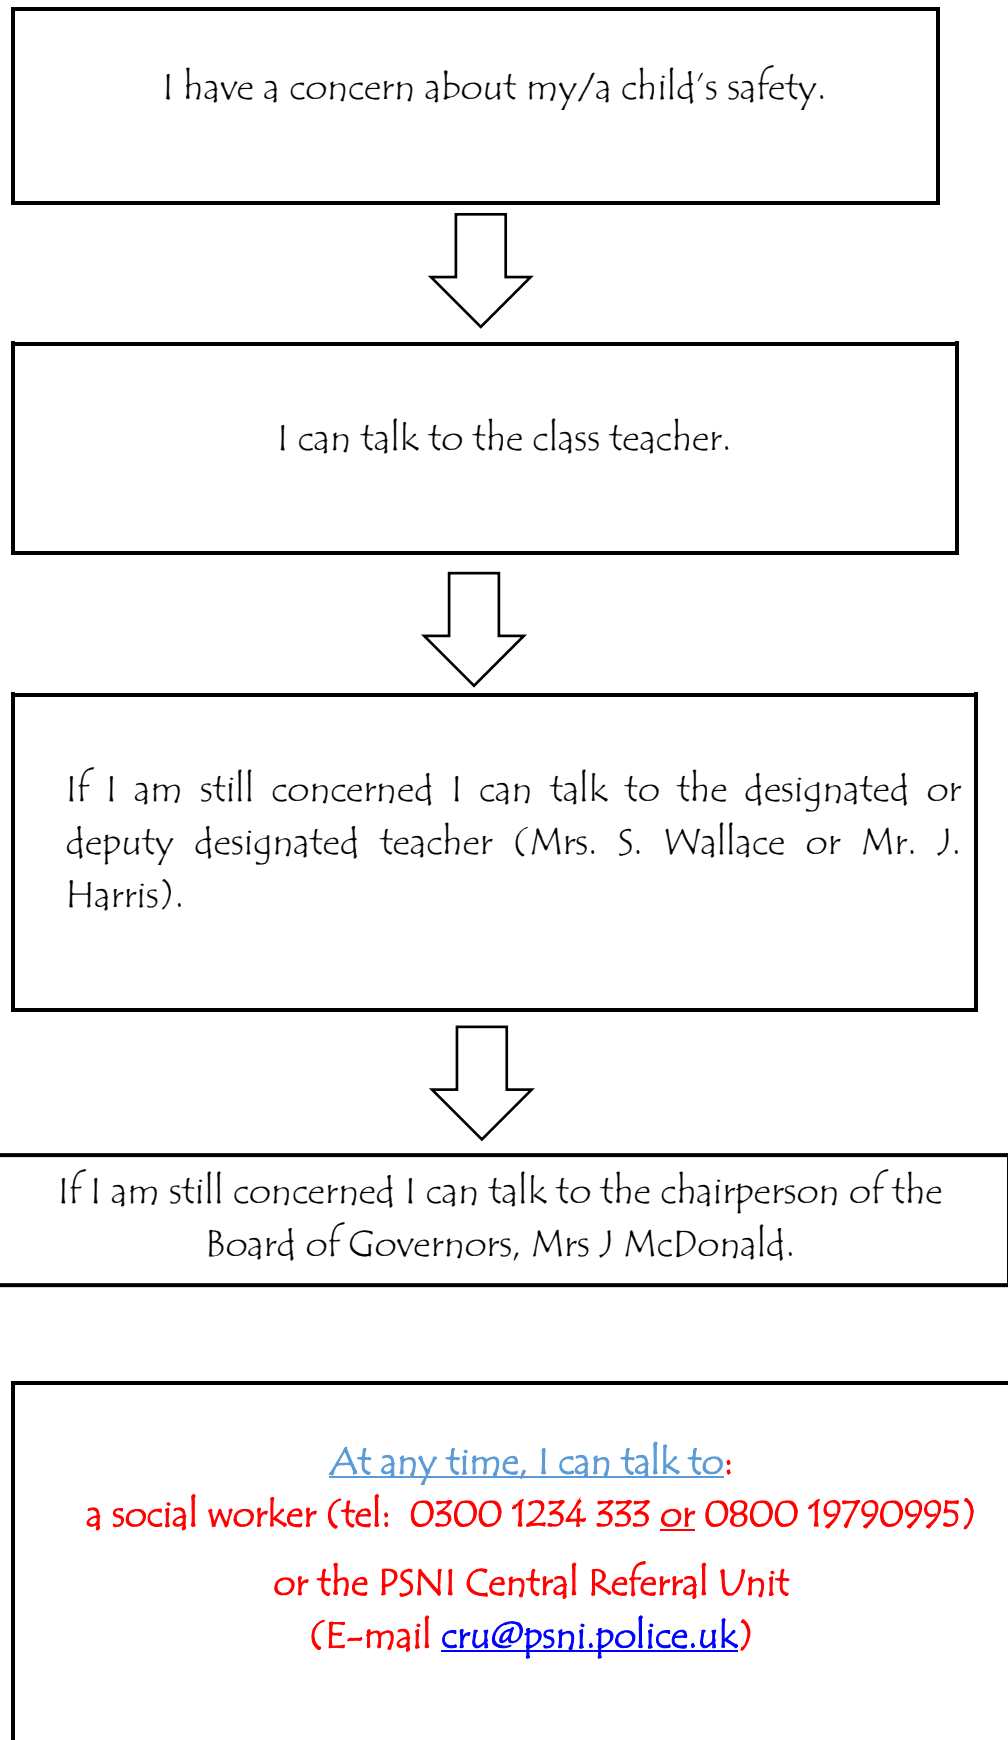 I have a concern about my/a child's safety.
I can talk to the class teacher.
If I am still concerned I can talk to the designated or
deputy designated teacher (Mrs. S. Wallace or Mr. J.
Harris).
If I am still concerned I can talk to the chairperson of the
Board of Governors, Mrs J McDonald.
At any time, I can talk to:
a social worker (tel: 0300 1234 333 or 0800 19790995)
or the PSNI Central Referral Unit
(E-mail cru@psni.police.uk)